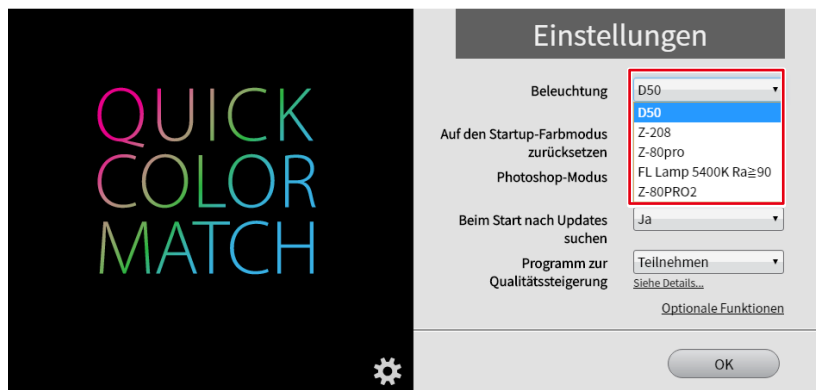 QUICK
COLOR
MATCH
Einstellungen
Beleuchtung
D50
D50
Z-208
Z-80pro
FL Lamp 5400K Ra≧90
Z-80PRO2
Auf den Startup-Farbmodus
zurücksetzen
Photoshop-Modus
Beim Start nach Updates
suchen
Ja
Programm zur
Qualitätssteigerung
Teilnehmen
Siehe Details...
Optionale Funktionen
OK